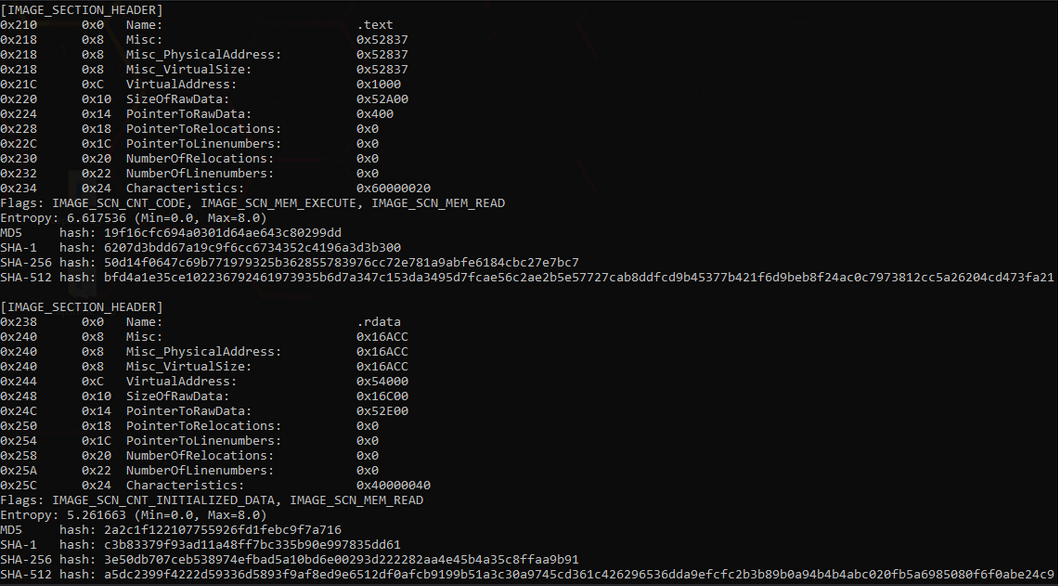 [IMAGE_SECTION_HEADER]
0x210 0x0 Name: .text
0x218 0x8 Misc: 0x52837
0x218 0x8 Misc_PhysicalAddress: 0x52837
0x218 0x8 Misc_VirtualSize: 0x52837
0x21C 0xC VirtualAddress: 0x1000
0x220 0x10 SizeOfRawData: 0x52A00
0x224 0x14 PointerToRawData: 0x400
0x228 0x18 PointerToRelocations: 0x0
0x22C 0x1C PointerToLinenumbers: 0x0
0x230 0x20 NumberOfRelocations: 0x0
0x232 0x22 NumberOfLinenumbers: 0x0
0x234 0x24 Characteristics: 0x60000020
Flags: IMAGE_SCN_CNT_CODE, IMAGE_SCN_MEM_EXECUTE, IMAGE_SCN_MEM_READ
Entropy: 6.617536 (Min=0.0, Max=8.0)
MD5 hash: 19f16cfc694a0301d64ae643c80299dd
SHA-1 hash: 6207d3bdd67a19c9f6cc6734352c4196a3d3b300
SHA-256 hash: 50d14f0647c69b771979325b362855783976cc72e781a9abfe6184cbc27e7bc7
SHA-512 hash: bfd4a1e35ce102236792461973935b6d7a347c153da3495d7fcae56c2ae2b5e57727cab8ddfcd9b45377b421f6d9beb8f24ac0c7973812cc5a26204cd473fa21

[IMAGE_SECTION_HEADER]
0x238 0x0 Name: .rdata
0x240 0x8 Misc: 0x16ACC
0x240 0x8 Misc_PhysicalAddress: 0x16ACC
0x240 0x8 Misc_VirtualSize: 0x16ACC
0x244 0xC VirtualAddress: 0x54000
0x248 0x10 SizeOfRawData: 0x16C00
0x24C 0x14 PointerToRawData: 0x52E00
0x250 0x18 PointerToRelocations: 0x0
0x254 0x1C PointerToLinenumbers: 0x0
0x258 0x20 NumberOfRelocations: 0x0
0x25A 0x22 NumberOfLinenumbers: 0x0
0x25C 0x24 Characteristics: 0x40000040
Flags: IMAGE_SCN_CNT_INITIALIZED_DATA, IMAGE_SCN_MEM_READ
Entropy: 5.261663 (Min=0.0, Max=8.0)
MD5 hash: 2a2c1f122107755926fd1febc9f7a716
SHA-1 hash: c3b83379f93ad11a48ff7bc335b90e997835dd61
SHA-256 hash: 3e50db707ceb538974efbad5a10bd6e00293d222282aa4e45b4a35c8ffaa9b91
SHA-512 hash: a5dc2399f4222d59336d5893f9af8ed9e6512df0afcb9199b51a3c30a9745cd361c426296536dda9efcfc2b3b89b0a94b4b4abc020fb5a6985080f6f0abe24c9